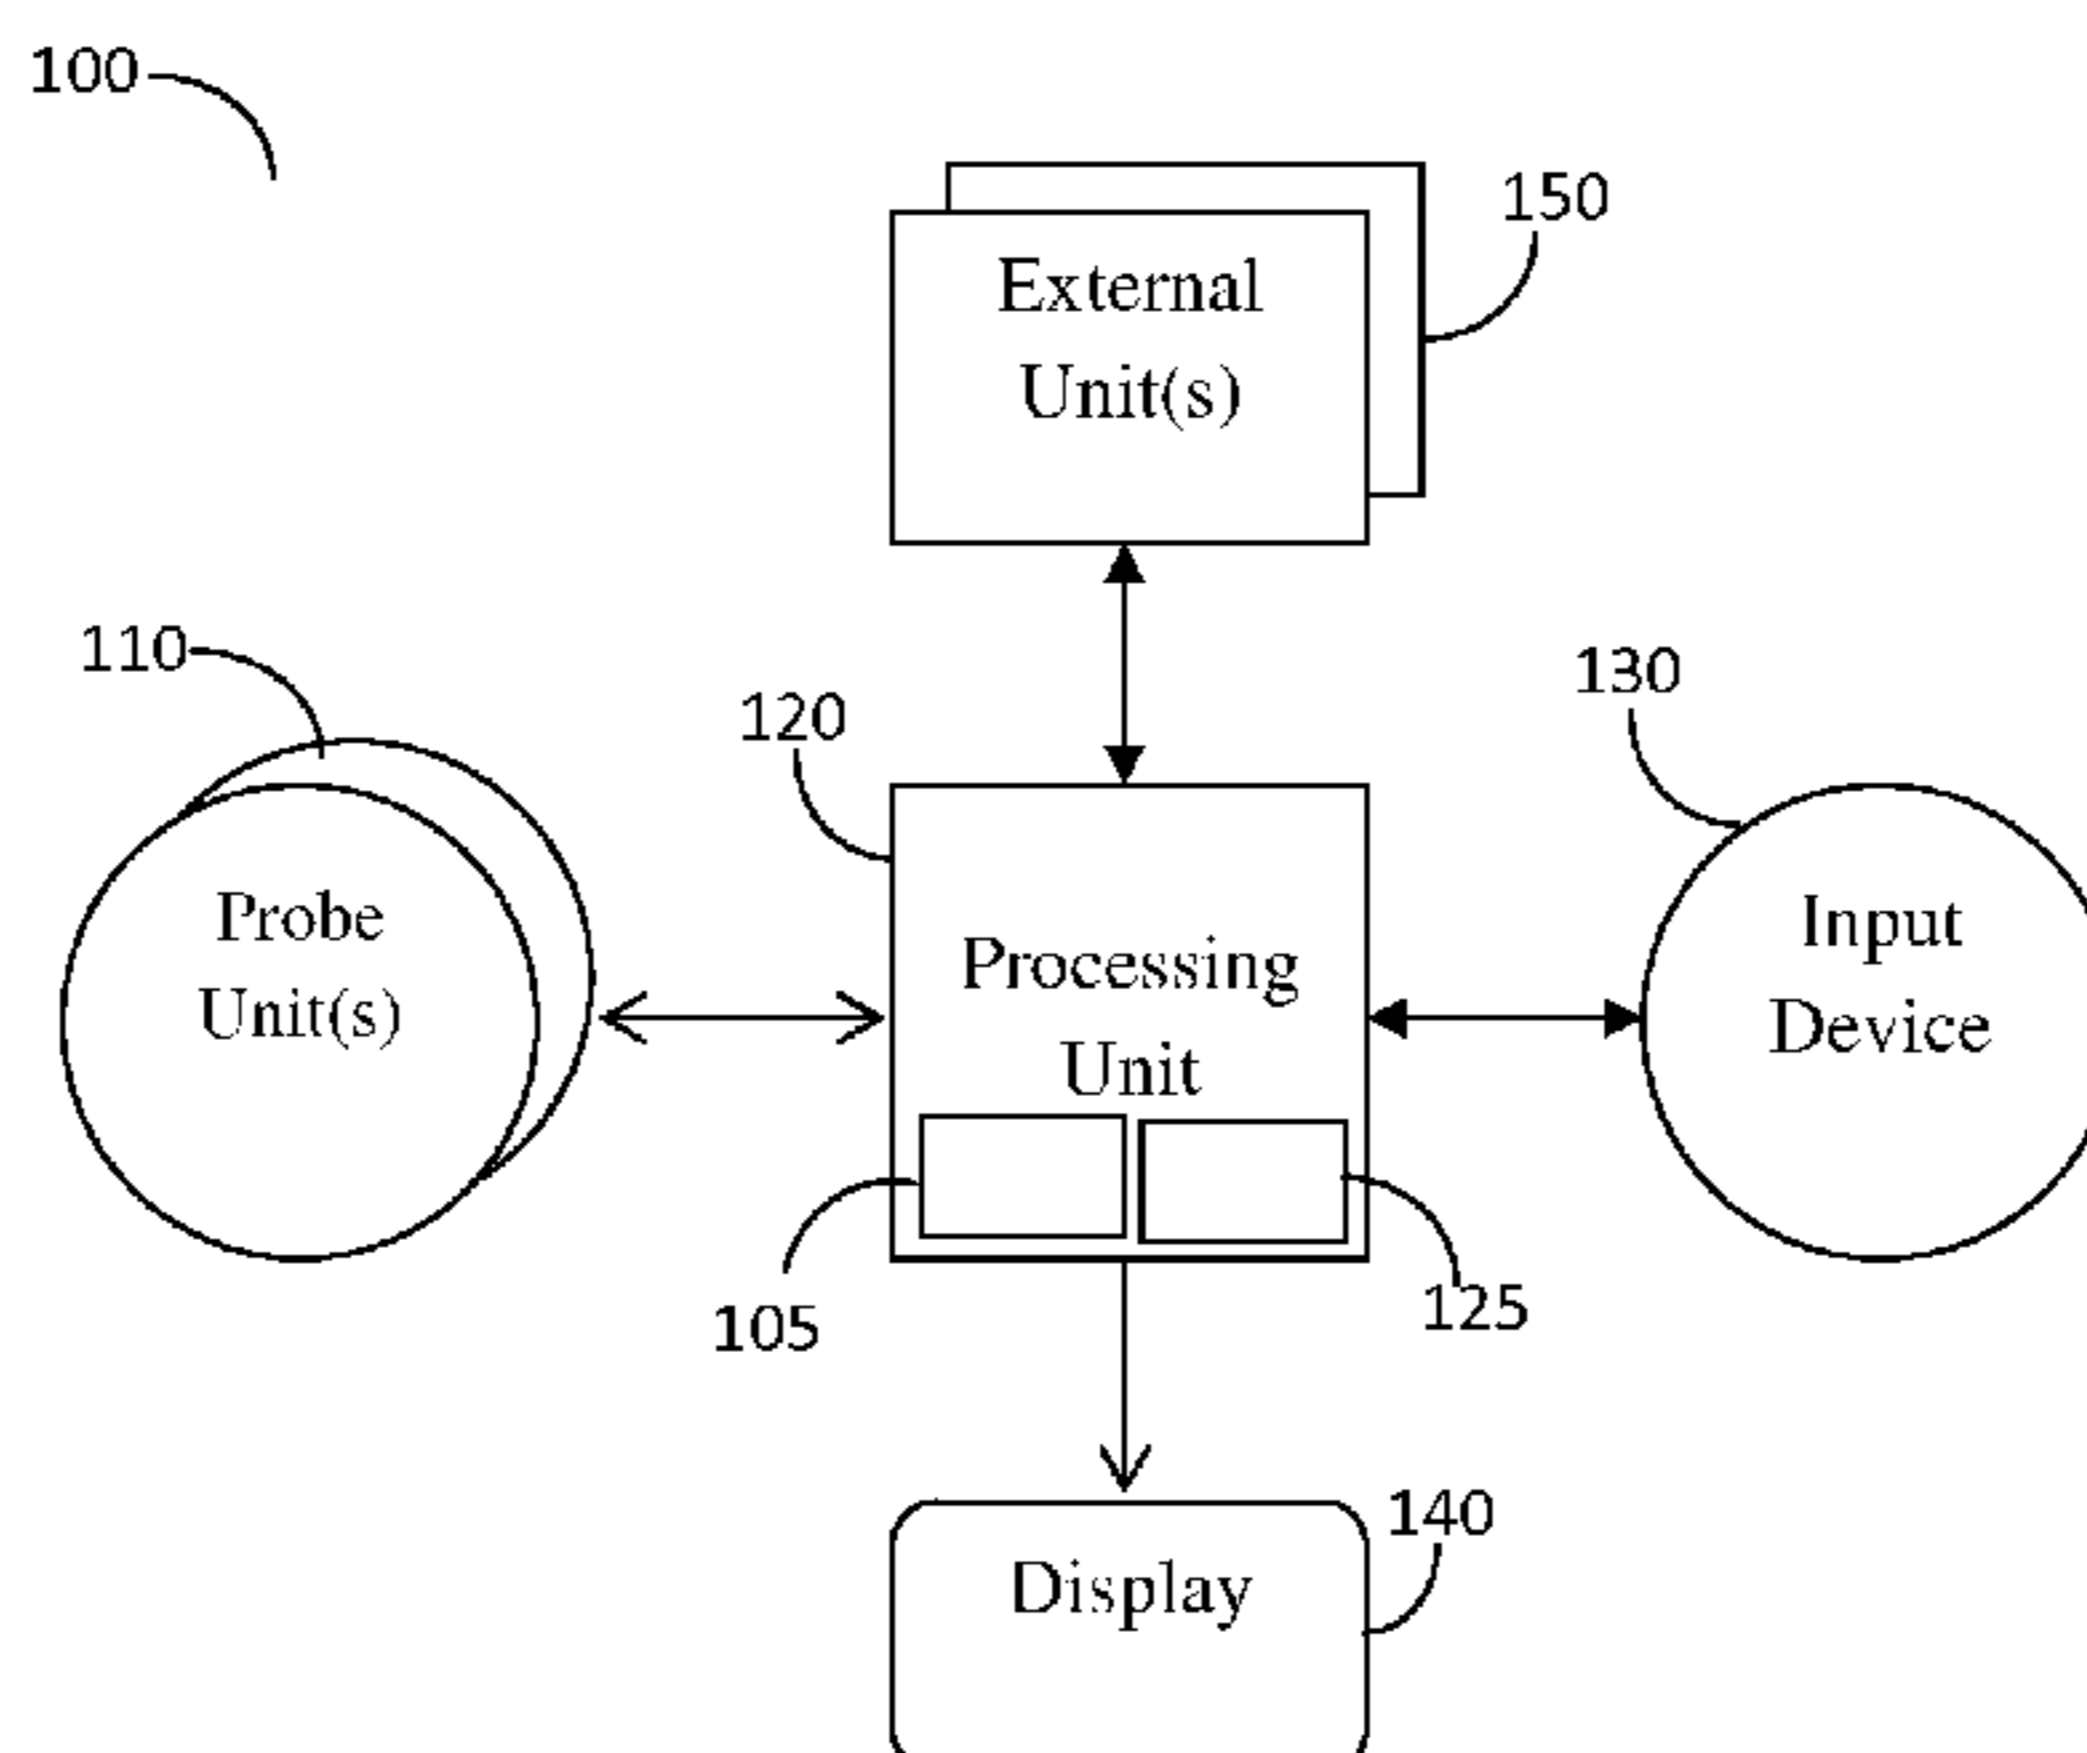 100
150
External
Unit(s)
110
120
130
Probe
Unit(s)
Processing
Unit
Input
Device
105
125
140
Display